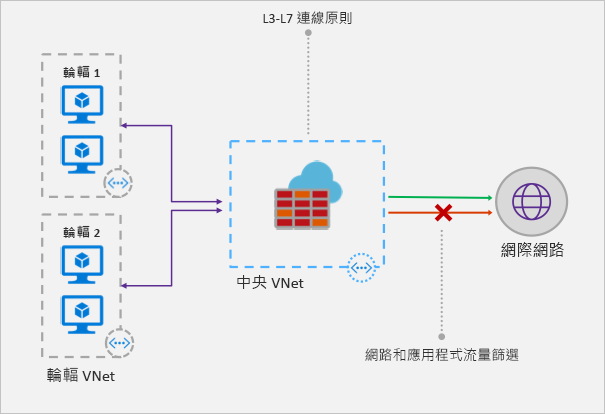 L3-L7 連線原則
輪輻 1
輪輻 2
輪輻 VNet
中央 VNet
網際網路
網路和應用程式流量篩選